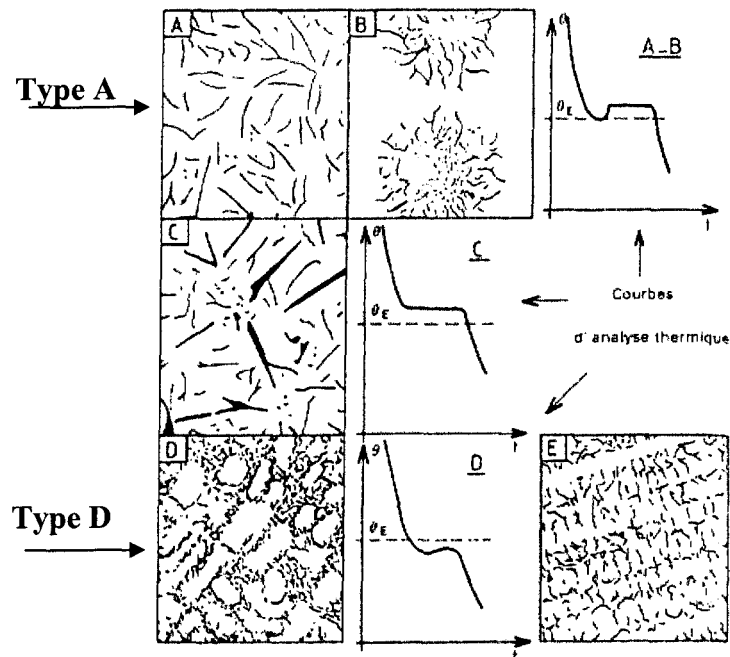 A
B
θ
A-B
Type A
θE
t
C
θ
C
θE
Courbes
d'analyse thermique
t
D
θ
D
E
Type D
θE
t